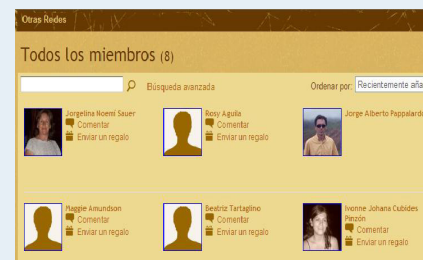 Otras Redes
Todos los miembros (8)
Búsqueda avanzada
Ordenar por: Recientemente aña
Jorgelina Noemí Sauer
Comentar
Enviar un regalo
Rosy Aguila
Comentar
Enviar un regalo
Jorge Alberto Pappalardo
Maggie Amundson
Comentar
Enviar un regalo
Beatriz Tartaglino
Comentar
Enviar un regalo
Ivonne Johana Cubides
Pinzón
Comentar
Enviar un regalo